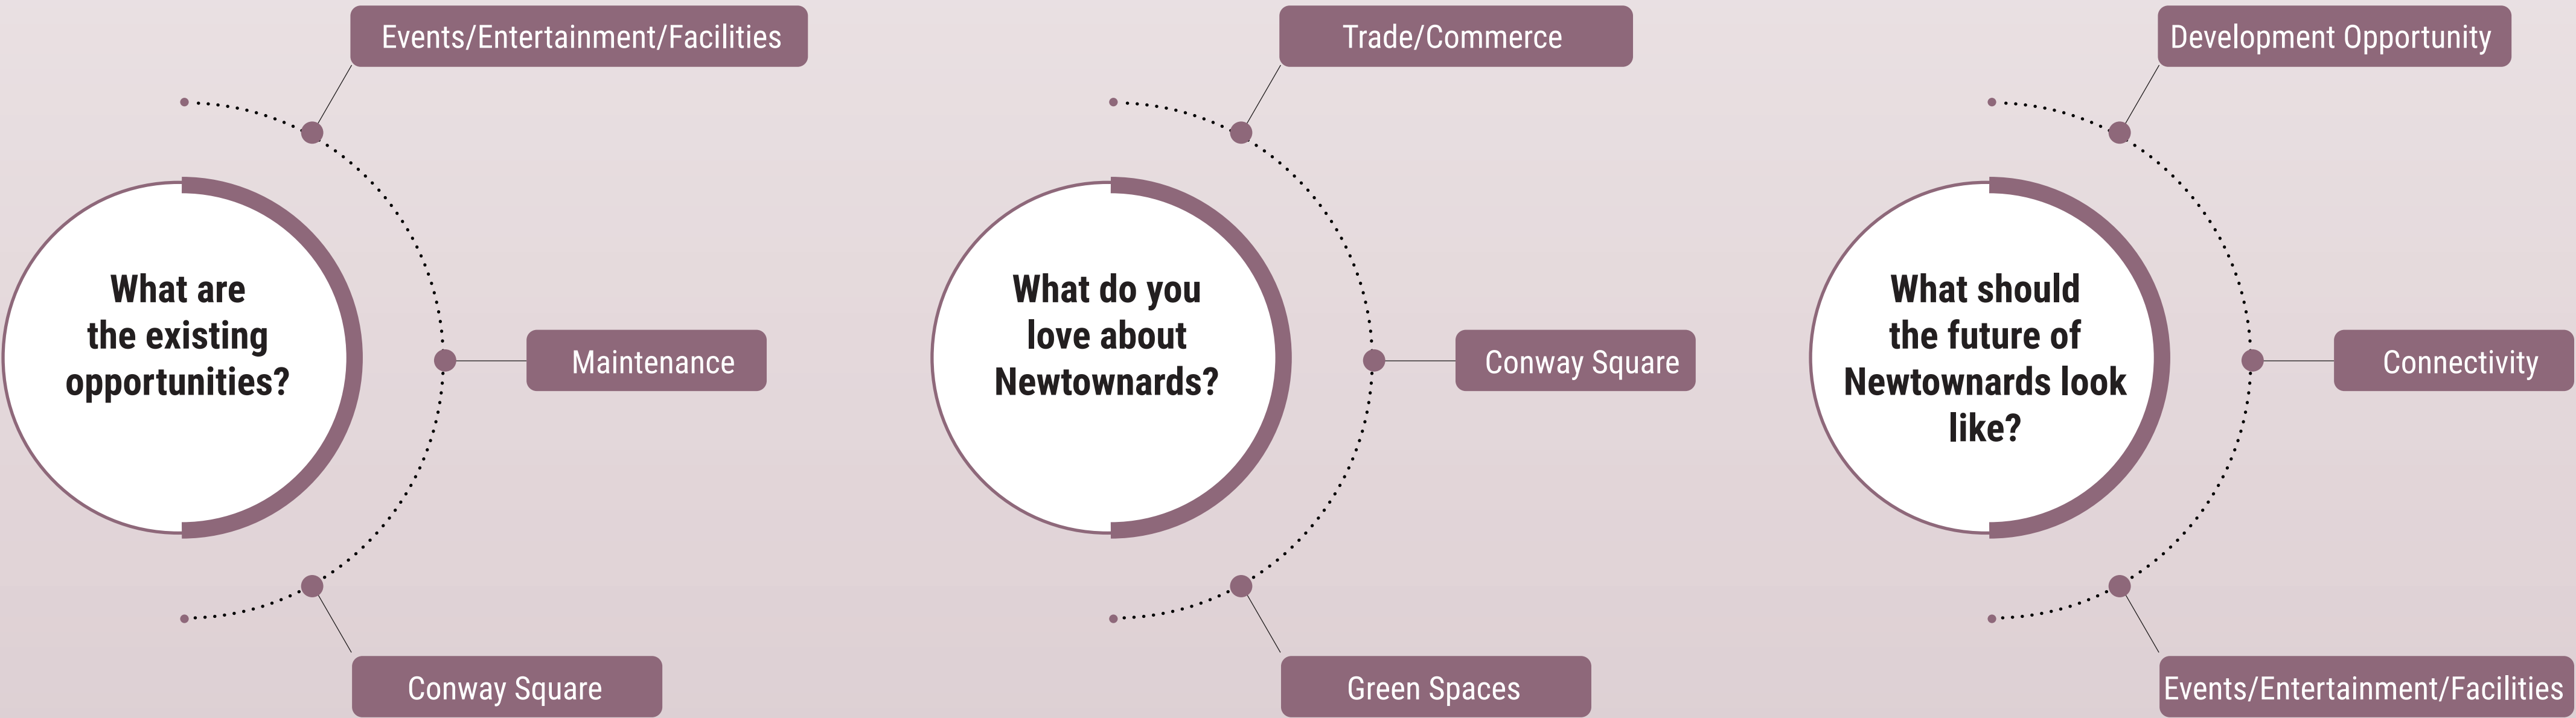 What are
the existing
opportunities?
Events/Entertainment/Facilities
Maintenance
Conway Square
What do you
love about
Newtownards?
Trade/Commerce
Conway Square
Green Spaces
What should
the future of
Newtownards look
like?
Development Opportunity
Connectivity
Events/Entertainment/Facilities